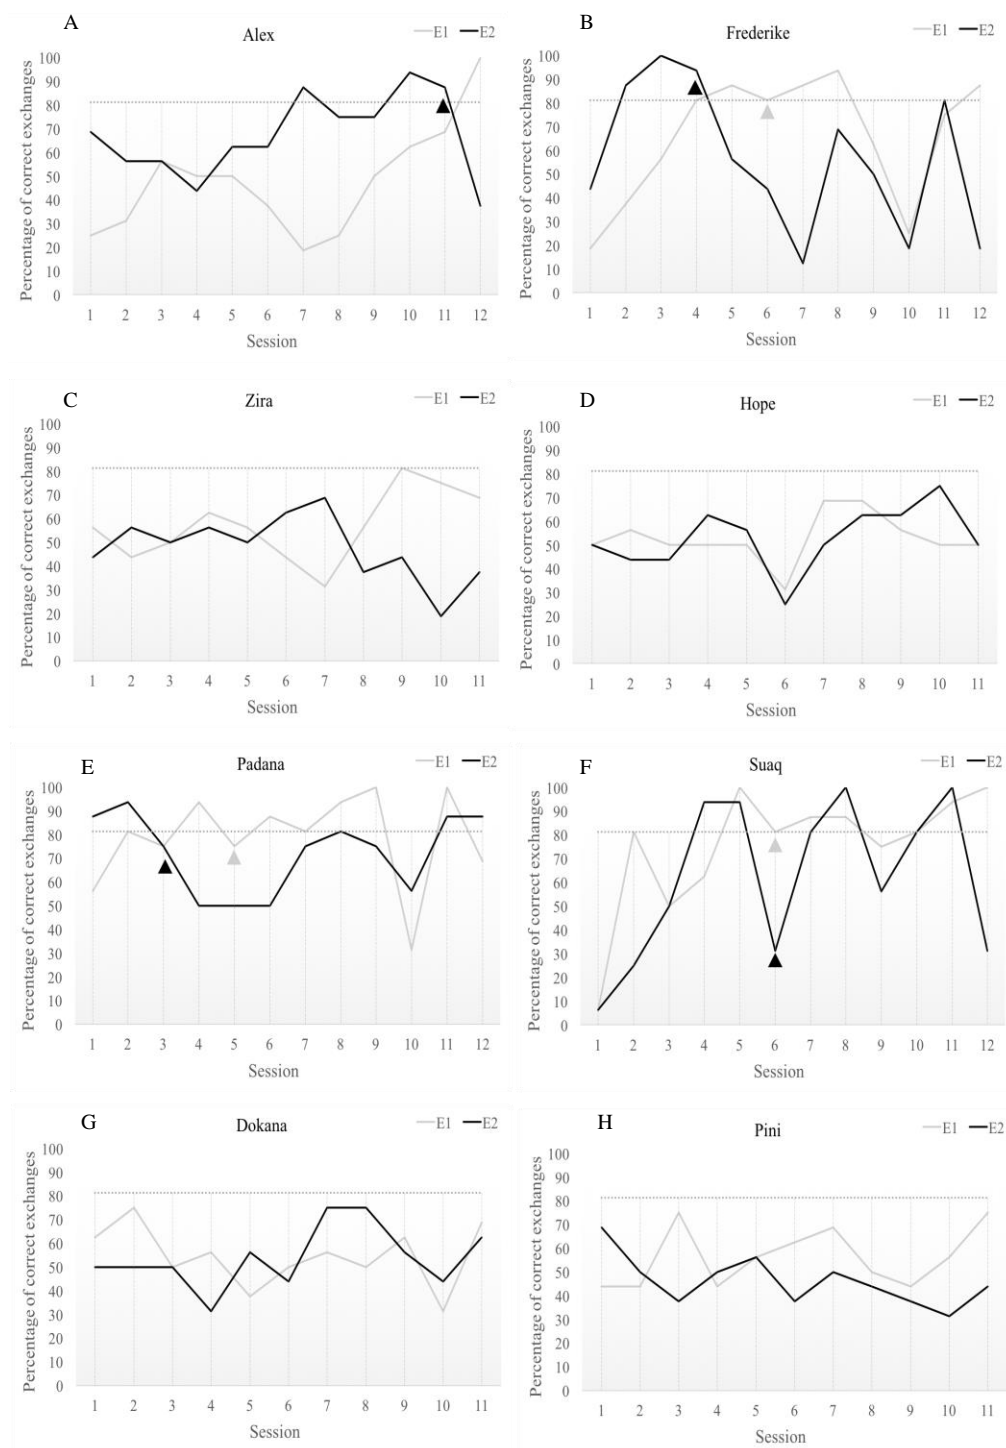 A
Alex
E1 E2
Percentage of correct exchanges
100
90
80
70
60
50
40
30
20
10
0
1 2 3 4 5 6 7 8 9 10 11 12
Session
B
Frederike
E1 E2
Percentage of correct exchanges
100
90
80
70
60
50
40
30
20
10
0
1 2 3 4 5 6 7 8 9 10 11 12
Session
C
Zira
E1 E2
Percentage of correct exchanges
100
90
80
70
60
50
40
30
20
10
0
1 2 3 4 5 6 7 8 9 10 11
Session
D
Hope
E1 E2
Percentage of correct exchanges
100
90
80
70
60
50
40
30
20
10
0
1 2 3 4 5 6 7 8 9 10 11
Session
E
Padana
E1 E2
Percentage of correct exchanges
100
90
80
70
60
50
40
30
20
10
0
1 2 3 4 5 6 7 8 9 10 11 12
Session
F
Suaq
E1 E2
Percentage of correct exchanges
100
90
80
70
60
50
40
30
20
10
0
1 2 3 4 5 6 7 8 9 10 11 12
Session
G
Dokana
E1 E2
Percentage of correct exchanges
100
90
80
70
60
50
40
30
20
10
0
1 2 3 4 5 6 7 8 9 10 11
Session
H
Pini
E1 E2
Percentage of correct exchanges
100
90
80
70
60
50
40
30
20
10
0
1 2 3 4 5 6 7 8 9 10 11
Session